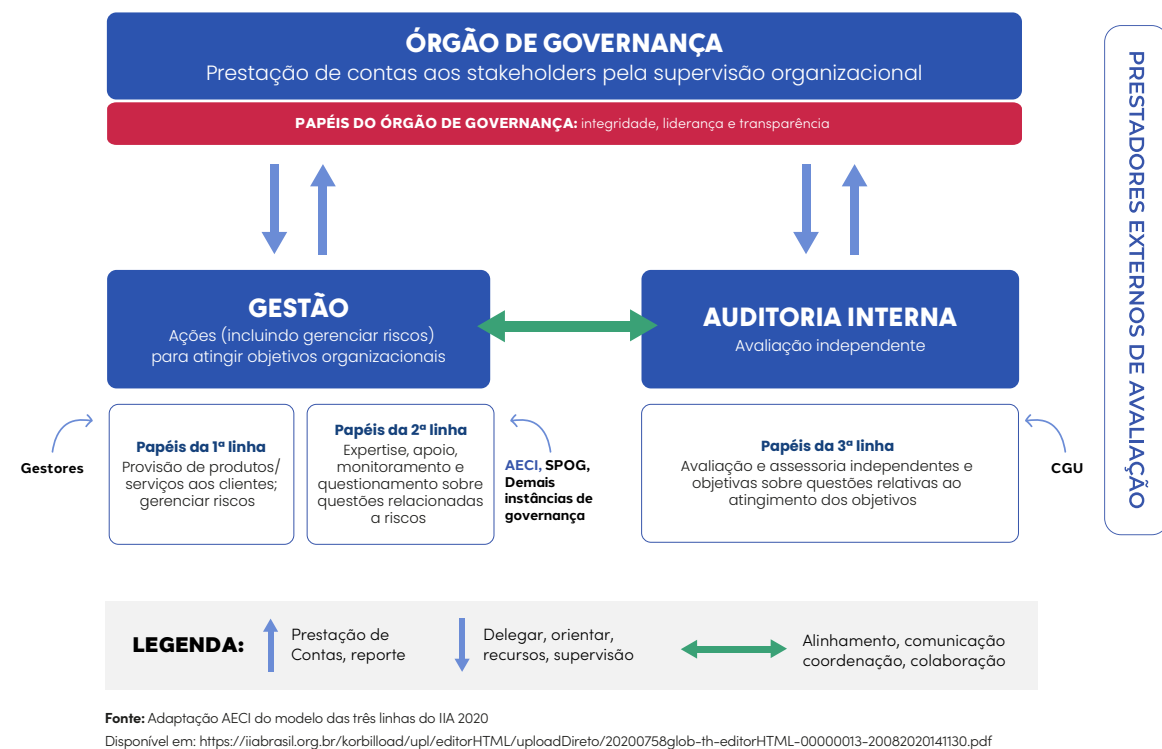 ÓRGÃO DE GOVERNANÇA
Prestação de contas aos stakeholders pela supervisão organizacional
PAPÉIS DO ÓRGÃO DE GOVERNANÇA: integridade, liderança e transparência
GESTÃO
Ações (incluindo gerenciar riscos)
para atingir objetivos organizacionais
AUDITORIA INTERNA
Avaliação independente
Gestores
Papéis da 1ª linha
Provisão de produtos/
serviços aos clientes;
gerenciar riscos
Papéis da 2ª linha
Expertise, apoio,
monitoramento e
questionamento sobre
questões relacionadas
a riscos
AECI, SPOG,
Demais
instâncias de
governança
Papéis da 3ª linha
Avaliação e assessoria independentes e
objetivas sobre questões relativas ao
atingimento dos objetivos
CGU
PRESTADORES EXTERNOS DE AVALIAÇÃO
LEGENDA:
Prestação de
Contas, reporte
Delegar, orientar,
recursos, supervisão
Alinhamento, comunicação
coordenação, colaboração
Fonte: Adaptação AECI do modelo das três linhas do IIA 2020
Disponível em: https://iiabrasil.org.br/korbilload/upl/editorHTML/uploadDireto/20200758glob-th-editorHTML-00000013-20082020141130.pdf